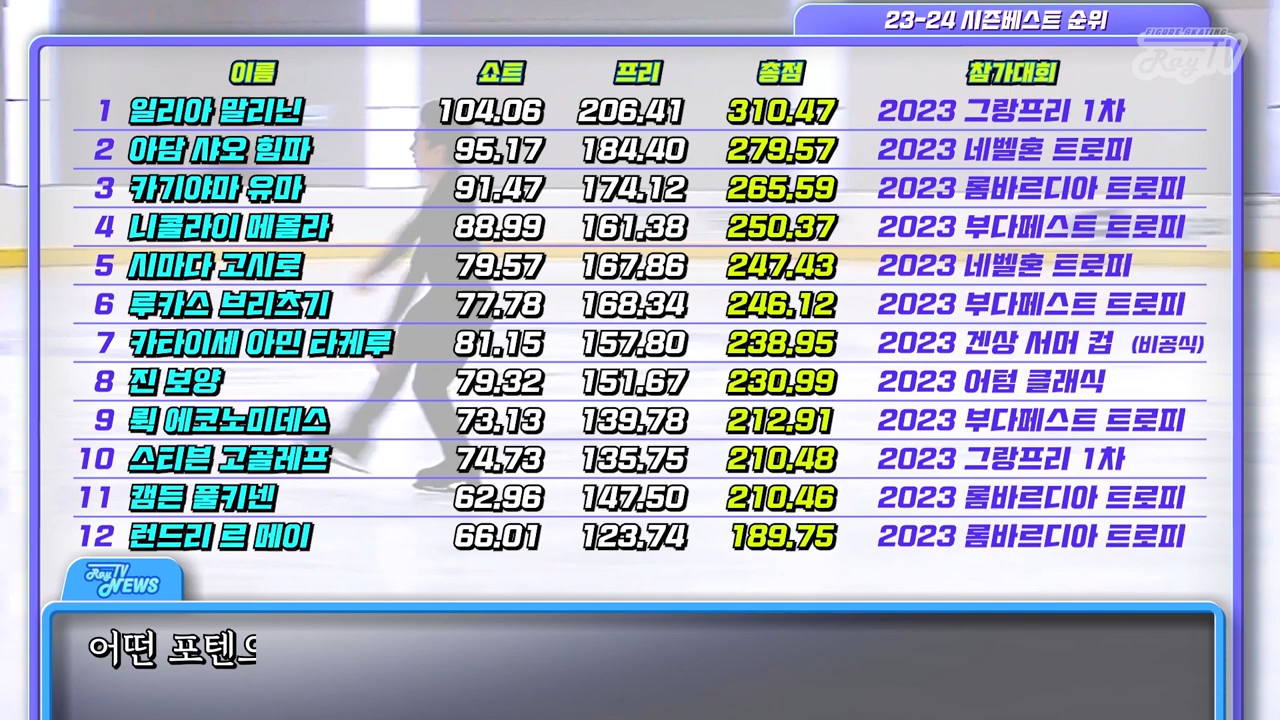 23-24 시즌베스트 순위
FIGURE SKATING
RayTV
이름 쇼트 프리 총점 참가대회
1 일리아 말리닌 104.06 206.41 310.47 2023 그랑프리 1차
2 아담 샤오 힘파 95.17 184.40 279.57 2023 네벨혼 트로피
3 카기야마 유마 91.47 174.12 265.59 2023 롬바르디아 트로피
4 니콜라이 메몰라 88.99 161.38 250.37 2023 부다페스트 트로피
5 시마다 고시로 79.57 167.86 247.43 2023 네벨혼 트로피
6 루카스 브리츠기 77.78 168.34 246.12 2023 부다페스트 트로피
7 카타이세 아민 타케루 81.15 157.80 238.95 2023 겐상 서머 컵 (비공식)
8 진 보양 79.32 151.67 230.99 2023 어텀 클래식
9 뤽 에코노미데스 73.13 139.78 212.91 2023 부다페스트 트로피
10 스티븐 고골레프 74.73 135.75 210.48 2023 그랑프리 1차
11 캠든 풀키넨 62.96 147.50 210.46 2023 롬바르디아 트로피
12 런드리 르 메이 66.01 123.74 189.75 2023 롬바르디아 트로피
RayTV NEWS
어떤 포텐